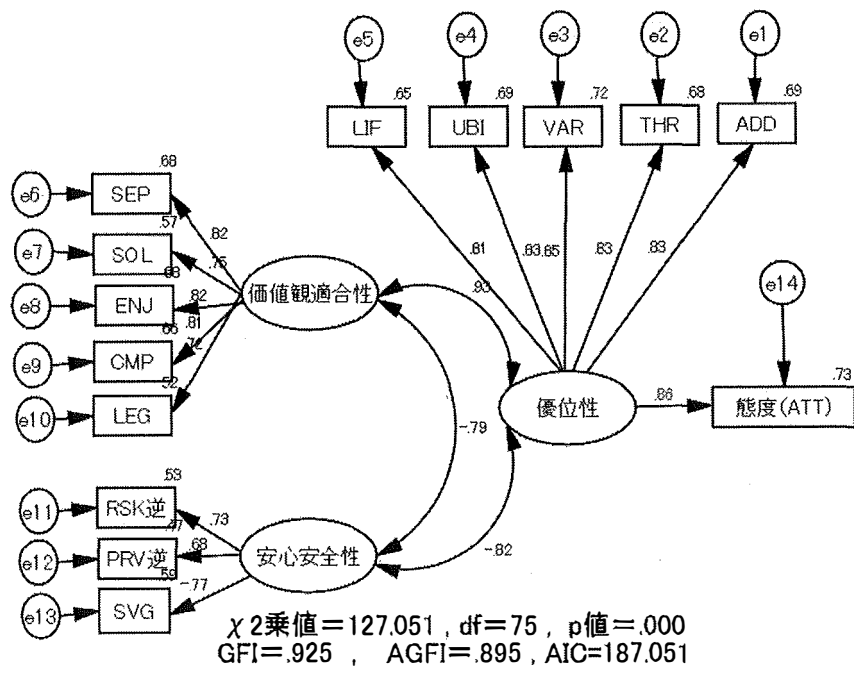 e5
e4
e3
e2
e1
.65
.69
.72
.68
.69
LIF
UBI
VAR
THR
ADD
.68
e6
SEP
.57
.82
e7
SOL
.75
.68
e8
ENJ
.82
価値観適合性
.93
.81
.83
.85
.83
.83
e14
.66
.81
e9
CMP
.72
.52
e10
LEG
優位性
.86
.73
態度(ATT)
-.79
.53
e11
RSK逆
.73
e12
PRV逆
.68
安心安全性
-.82
.59
-.77
e13
SVG
χ2乗値=127.051 , df=75 , p値=.000
GFI=.925 , AGFI=.895 , AIC=187.051